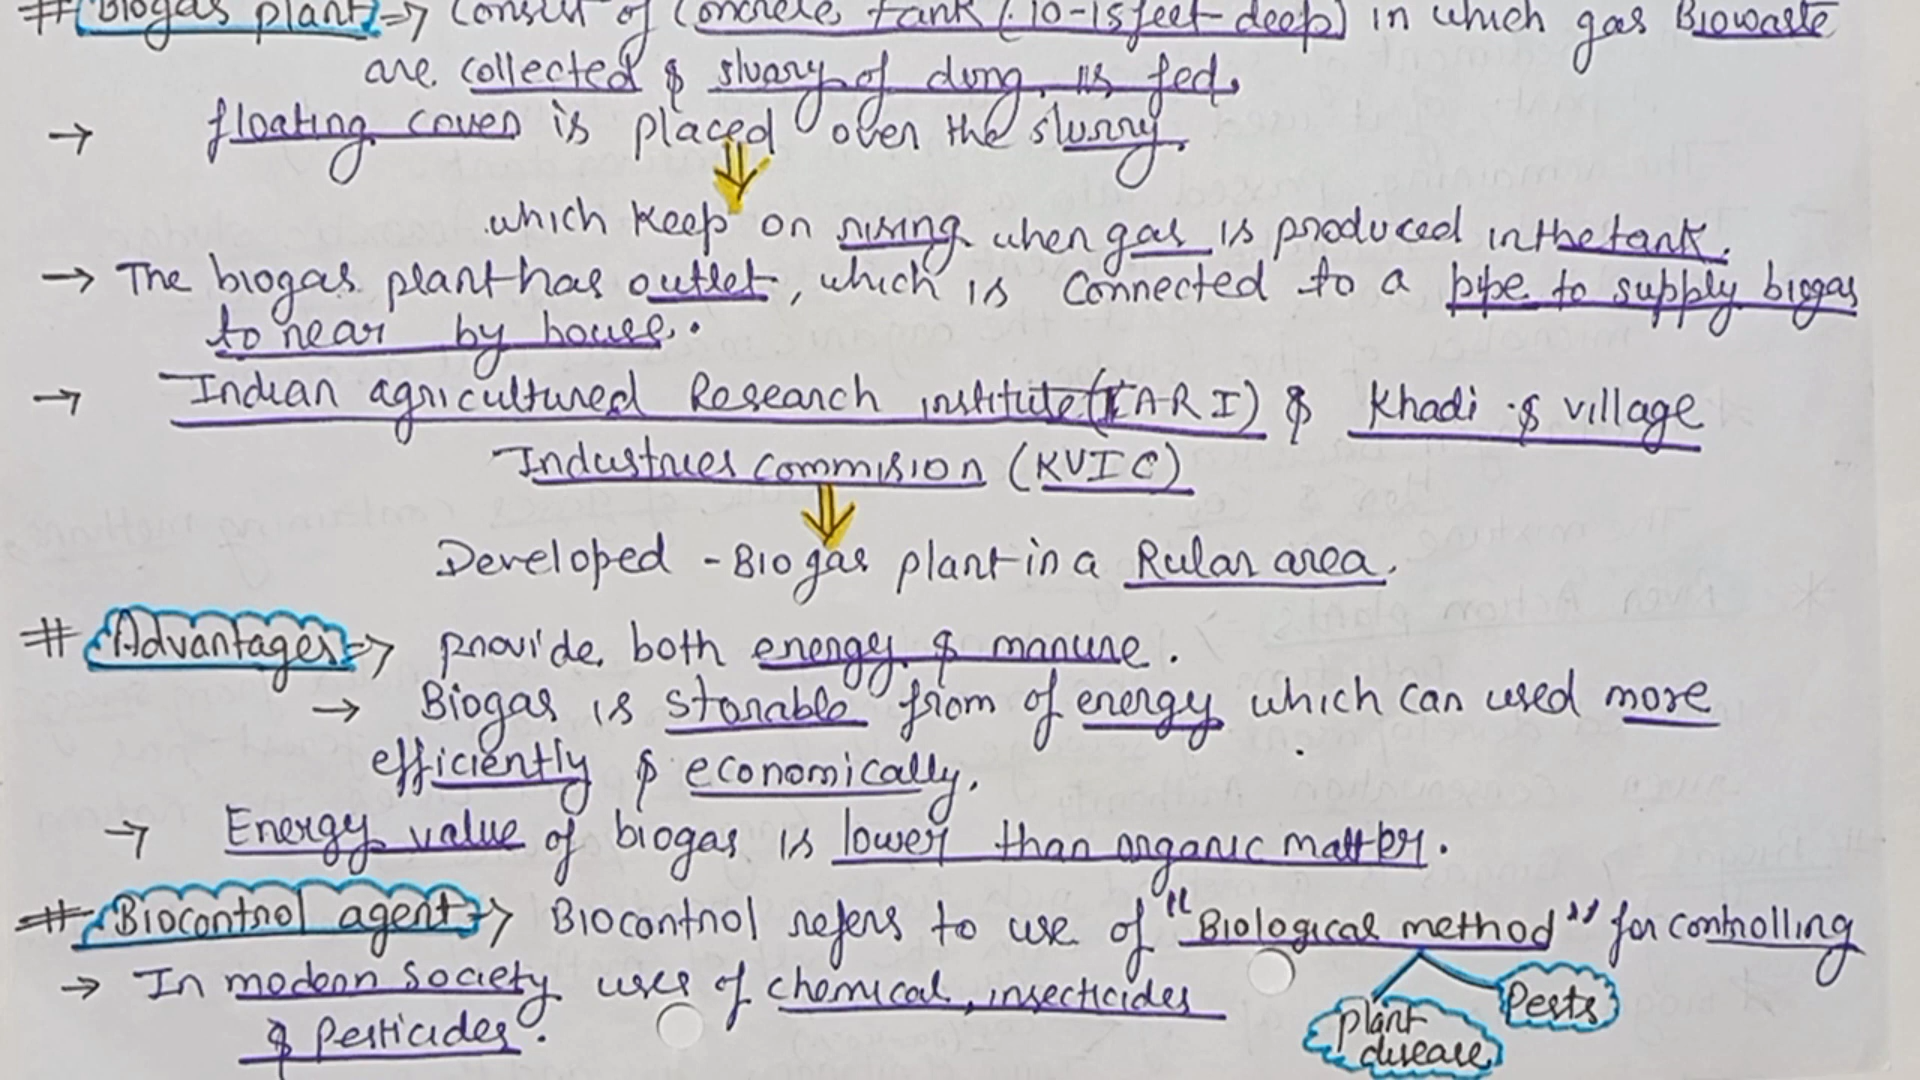 # Biogas plant => Consist of Concrete tank (10-15 feet deep) in which gas Biowaste
are collected & sluary of dung is fed.
→ floating cover is placed over the slurry.
which keep on rising when gas is produced in the tank.
→ The biogas plant has outlet, which is connected to a pipe to supply biogas
to near by house.
→ Indian agricultured Research institute (IARI) & Khadi & village
Industries commision (KVIC)
Developed - Biogas plant in a Rular area.
# Advantages => provide both energy & manure.
→ Biogas is storable from of energy which can used more
efficiently & economically.
→ Energy value of biogas is lower than organic matter.
# Biocontrol agent => Biocontrol refers to use of "Biological method" for controlling
→ In modern society uses of chemical, insecticides
& pesticides.
Pests
plant
disease